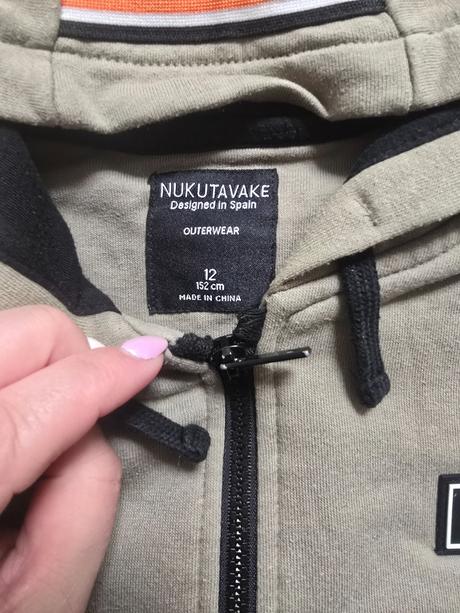 NUKUTAVAKE
Designed in Spain
OUTERWEAR
12
152 cm
MADE IN CHINA